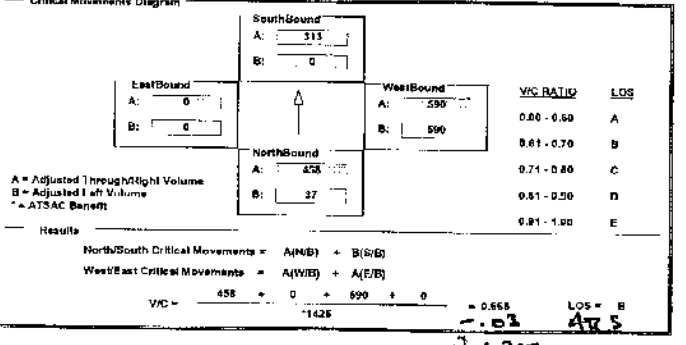 Critical Movements Diagram
SouthBound
A: 313
B: 0
EastBound
A: 0
B: 0
WestBound
A: 590
B: 590
NorthBound
A: 458
B: 37
V/C RATIO LOS
0.00 - 0.60 A
0.61 - 0.70 B
0.71 - 0.80 C
0.81 - 0.90 D
0.91 - 1.00 E
A = Adjusted Through/Right Volume
B = Adjusted Left Volume
* = ATSAC Benefit
Results
North/South Critical Movements = A(N/B) + B(S/B)
West/East Critical Movements = A(W/B) + A(E/B)
V/C = 458 + 0 + 590 + 0 = 0.665 LOS = B
*1425
-.03